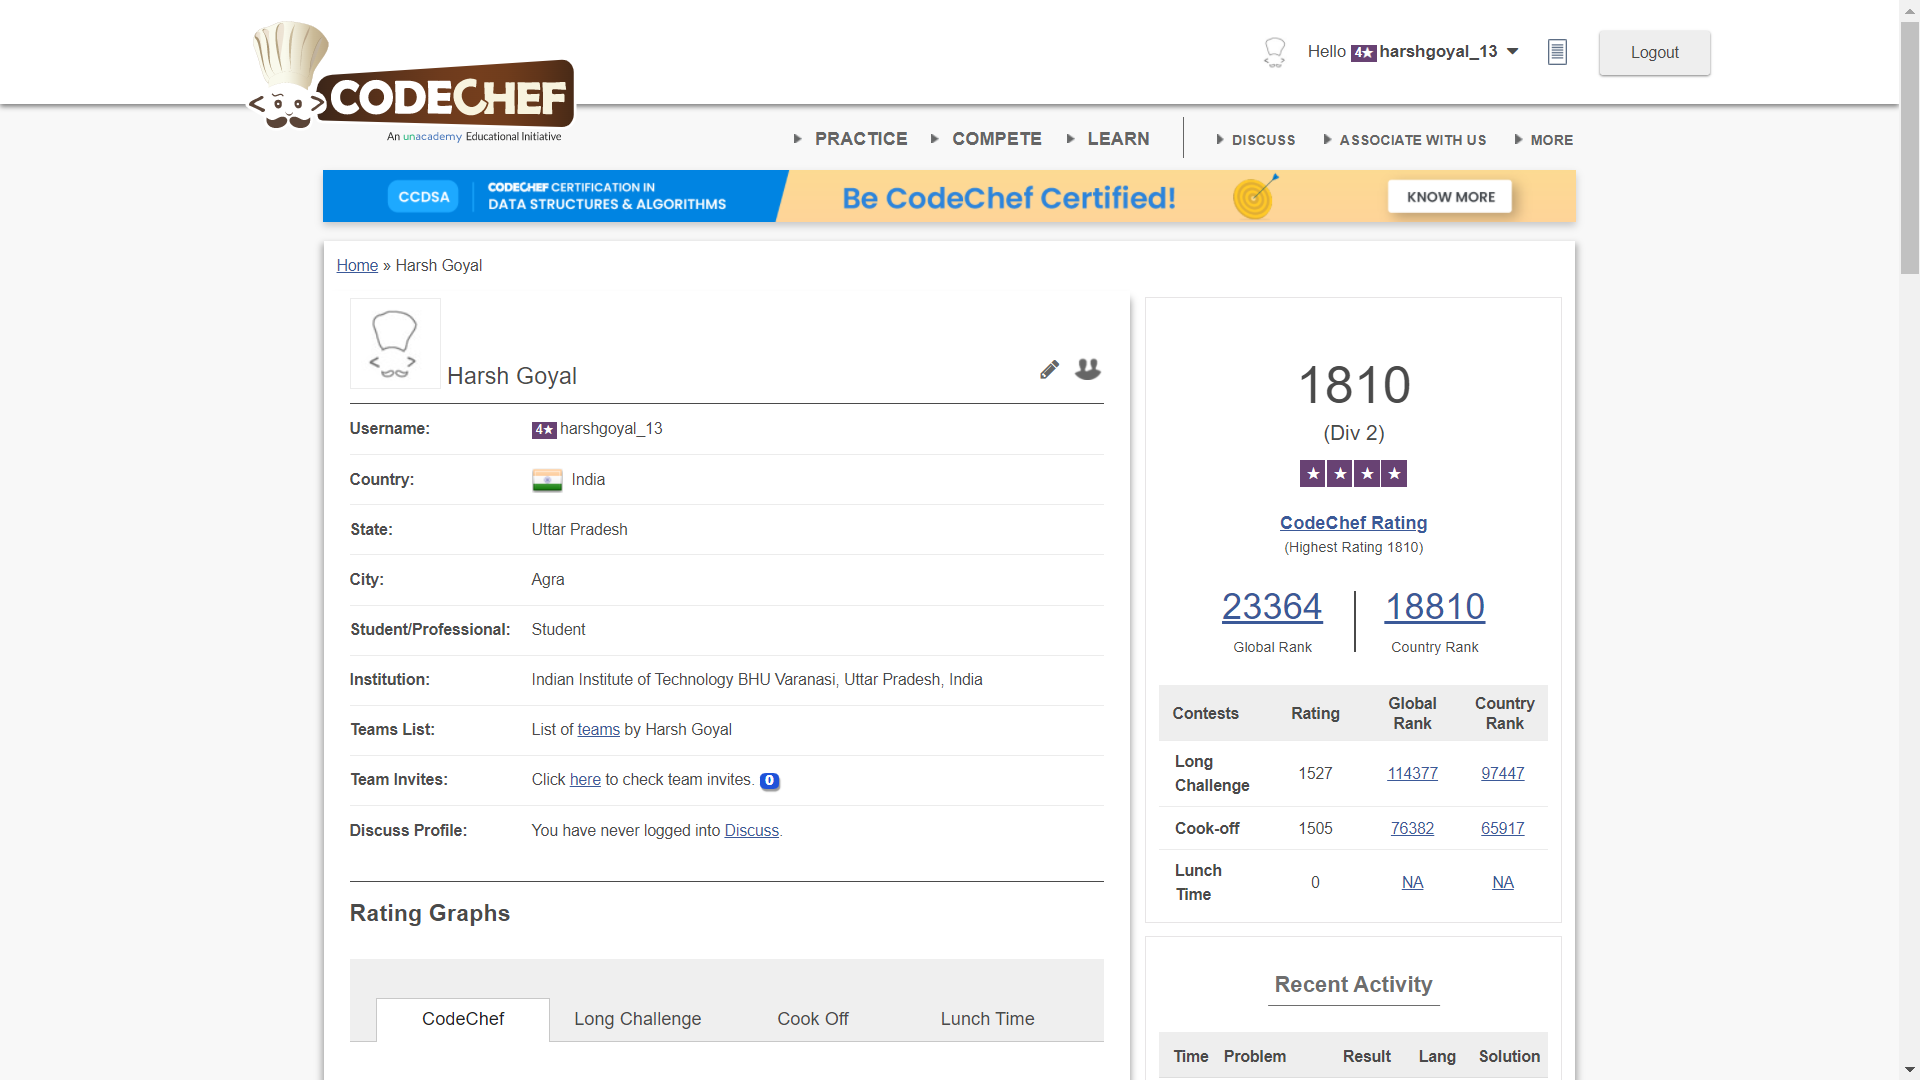 CODECHEF
An unacademy Educational Initiative
Hello 4★ harshgoyal_13
Logout
PRACTICE COMPETE LEARN DISCUSS ASSOCIATE WITH US MORE
CCDSA
CODECHEF CERTIFICATION IN
DATA STRUCTURES & ALGORITHMS
Be CodeChef Certified!
KNOW MORE
Home » Harsh Goyal
Harsh Goyal
Username: 4★ harshgoyal_13
Country: India
State: Uttar Pradesh
City: Agra
Student/Professional: Student
Institution: Indian Institute of Technology BHU Varanasi, Uttar Pradesh, India
Teams List: List of teams by Harsh Goyal
Team Invites: Click here to check team invites. 0
Discuss Profile: You have never logged into Discuss.
Rating Graphs
CodeChef Long Challenge Cook Off Lunch Time
1810
(Div 2)
★★★★
CodeChef Rating
(Highest Rating 1810)
23364 18810
Global Rank Country Rank
Contests Rating Global Rank Country Rank
Long Challenge 1527 114377 97447
Cook-off 1505 76382 65917
Lunch Time 0 NA NA
Recent Activity
Time Problem Result Lang Solution